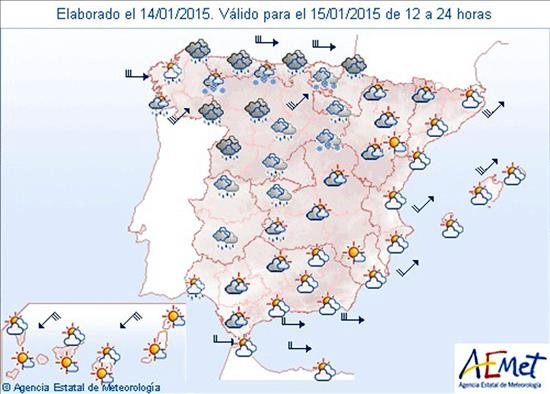 Elaborado el 14/01/2015. Válido para el 15/01/2015 de 12 a 24 horas
AEMet
Agencia Estatal de Meteorología
© Agencia Estatal de Meteorología